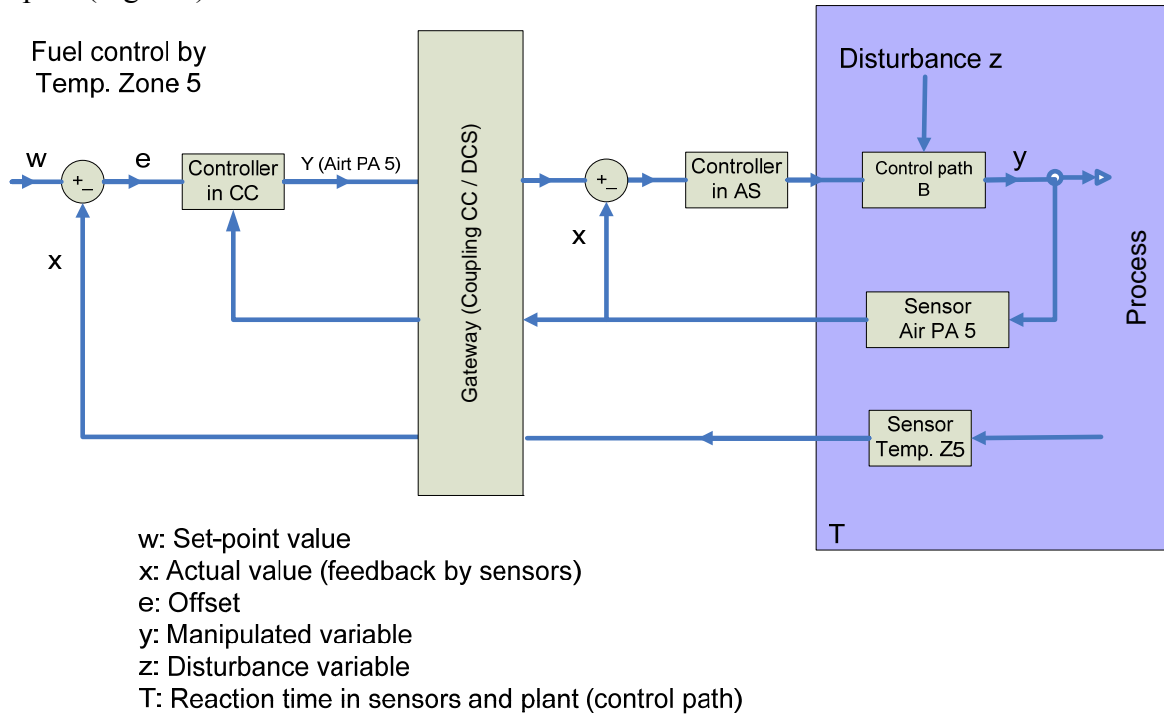 Fuel control by
Temp. Zone 5
w
+
_
e
Controller
in CC
Y (Airt PA 5)
x
Gateway (Coupling CC / DCS)
+
_
x
Controller
in AS
Disturbance z
Control path
B
y
Sensor
Air PA 5
Sensor
Temp. Z5
Process
T
w: Set-point value
x: Actual value (feedback by sensors)
e: Offset
y: Manipulated variable
z: Disturbance variable
T: Reaction time in sensors and plant (control path)